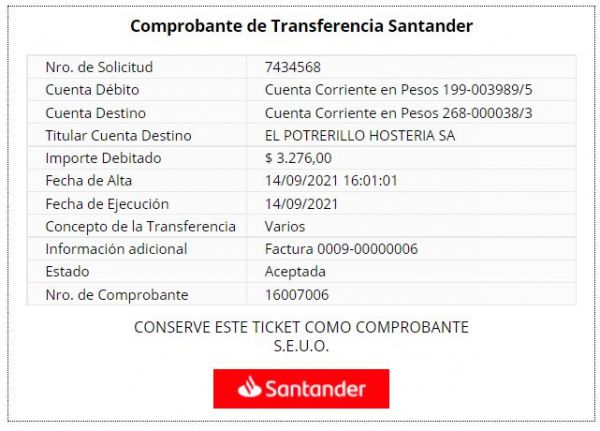 Comprobante de Transferencia Santander
Nro. de Solicitud 7434568
Cuenta Débito Cuenta Corriente en Pesos 199-003989/5
Cuenta Destino Cuenta Corriente en Pesos 268-000038/3
Titular Cuenta Destino EL POTRERILLO HOSTERIA SA
Importe Debitado $ 3.276,00
Fecha de Alta 14/09/2021 16:01:01
Fecha de Ejecución 14/09/2021
Concepto de la Transferencia Varios
Información adicional Factura 0009-00000006
Estado Aceptada
Nro. de Comprobante 16007006
CONSERVE ESTE TICKET COMO COMPROBANTE
S.E.U.O.
Santander